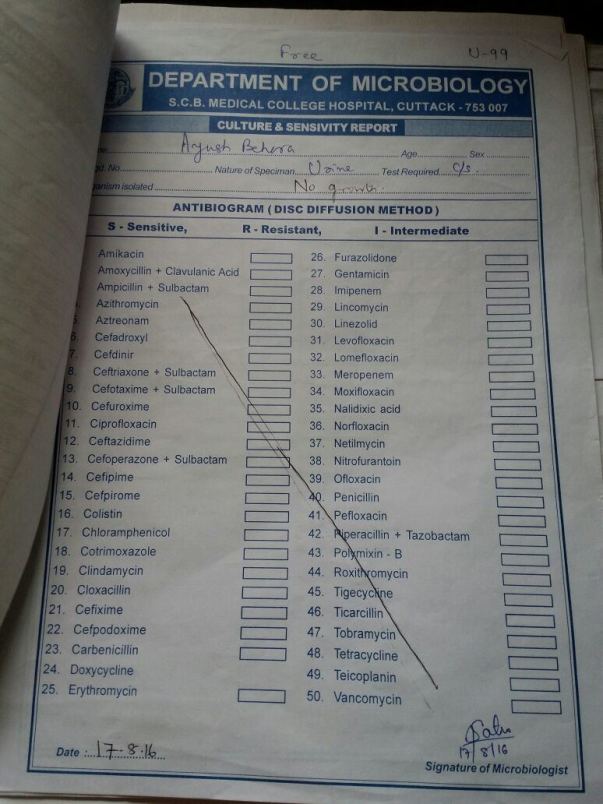 Free
U-99
DEPARTMENT OF MICROBIOLOGY
S.C.B. MEDICAL COLLEGE HOSPITAL, CUTTACK - 753 007
CULTURE & SENSIVITY REPORT
Ayush Behera Age Sex
No. Nature of Speciman Urine Test Required c/s.
isolated No growth.
ANTIBIOGRAM ( DISC DIFFUSION METHOD )
S - Sensitive, R - Resistant, I - Intermediate
Amikacin
Amoxycillin + Clavulanic Acid
Ampicillin + Sulbactam
Azithromycin
Aztreonam
6. Cefadroxyl
7. Cefdinir
8. Ceftriaxone + Sulbactam
9. Cefotaxime + Sulbactam
10. Cefuroxime
11. Ciprofloxacin
12. Ceftazidime
13. Cefoperazone + Sulbactam
14. Cefipime
15. Cefpirome
16. Colistin
17. Chloramphenicol
18. Cotrimoxazole
19. Clindamycin
20. Cloxacillin
21. Cefixime
22. Cefpodoxime
23. Carbenicillin
24. Doxycycline
25. Erythromycin
26. Furazolidone
27. Gentamicin
28. Imipenem
29. Lincomycin
30. Linezolid
31. Levofloxacin
32. Lomefloxacin
33. Meropenem
34. Moxifloxacin
35. Nalidixic acid
36. Norfloxacin
37. Netilmycin
38. Nitrofurantoin
39. Ofloxacin
40. Penicillin
41. Pefloxacin
42. Piperacillin + Tazobactam
43. Polymixin - B
44. Roxithromycin
45. Tigecycline
46. Ticarcillin
47. Tobramycin
48. Tetracycline
49. Teicoplanin
50. Vancomycin
Date : 17-8-16
17/8/16
Signature of Microbiologist